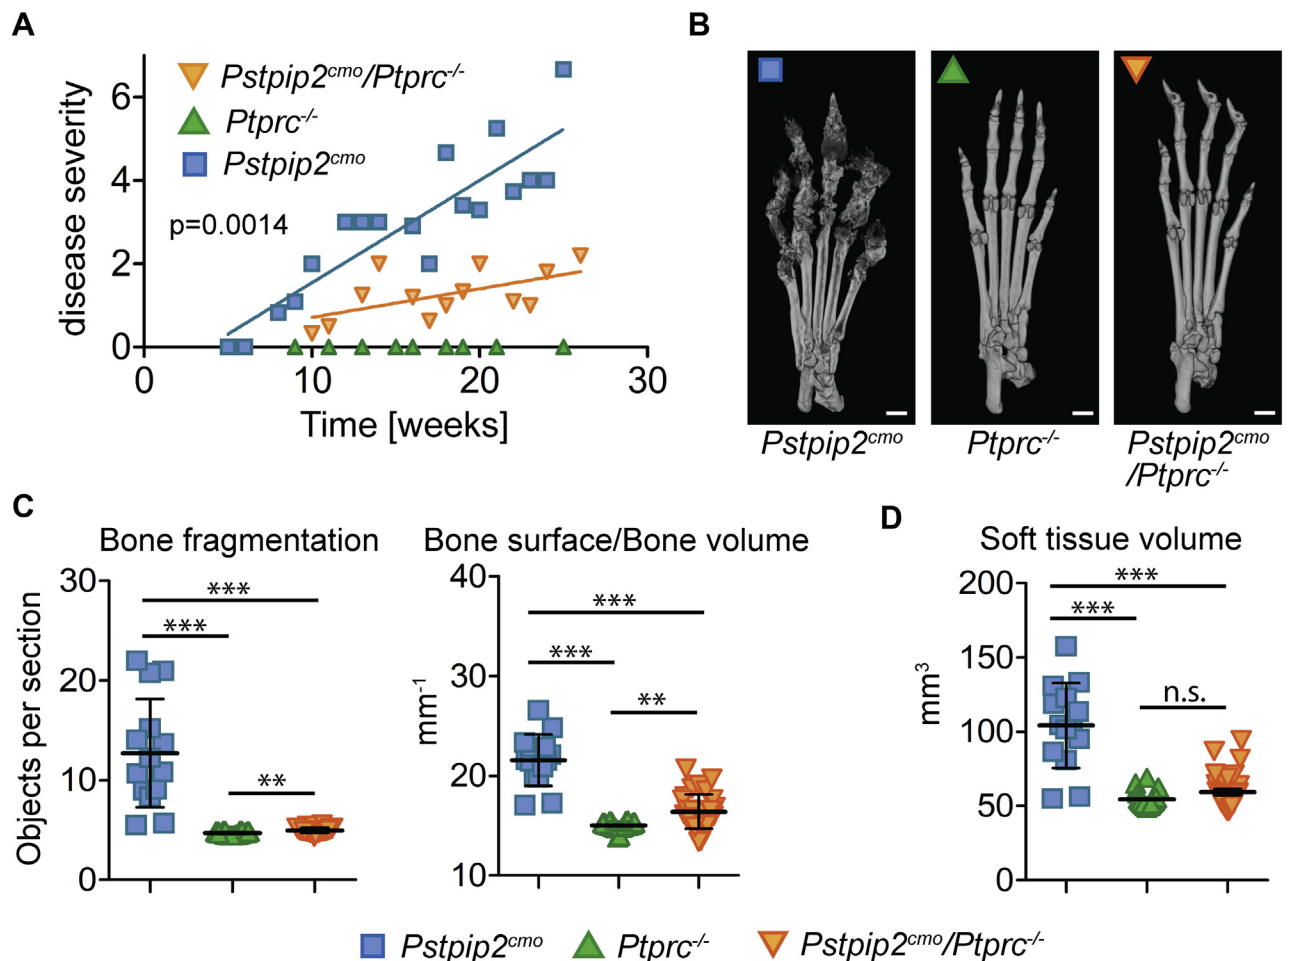 A
disease severity
6
4
2
0
Pstpip2cmo/Ptprc-/-
Ptprc-/-
Pstpip2cmo
p=0.0014
0 10 20 30
Time [weeks]
B
Pstpip2cmo
Ptprc-/-
Pstpip2cmo
/Ptprc-/-
C
Bone fragmentation
Objects per section
30
20
10
0
***
***
**
Bone surface/Bone volume
mm-1
40
30
20
10
***
***
**
D
Soft tissue volume
mm3
200
150
100
50
0
***
***
n.s.
Pstpip2cmo Ptprc-/- Pstpip2cmo/Ptprc-/-